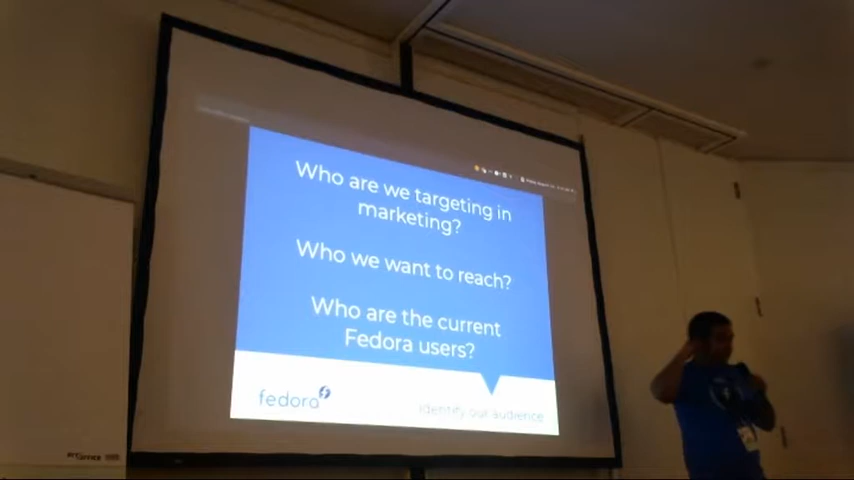 Who are we targeting in
marketing?
Who we want to reach?
Who are the current
Fedora users?
fedora
Identify our audience